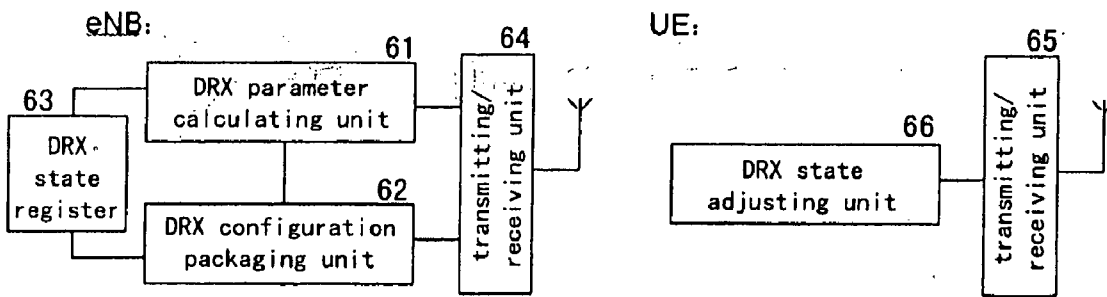 eNB:
UE:
61
64
65
63
DRX parameter
calculating unit
DRX
state
register
transmitting/
receiving unit
66
DRX state
adjusting unit
transmitting/
receiving unit
62
DRX configuration
packaging unit